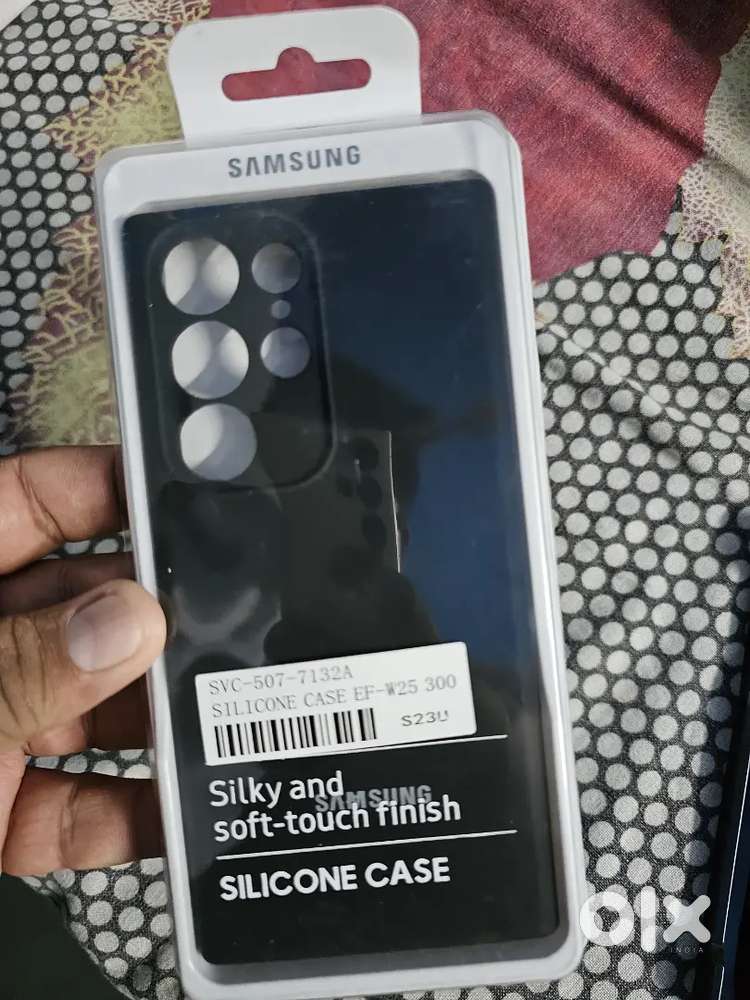 SAMSUNG
SVC-507-7132A
SILICONE CASE EF-W25 300
S23U
Silky and
SAMSUNG
soft-touch finish
SILICONE CASE
olx
INDIA